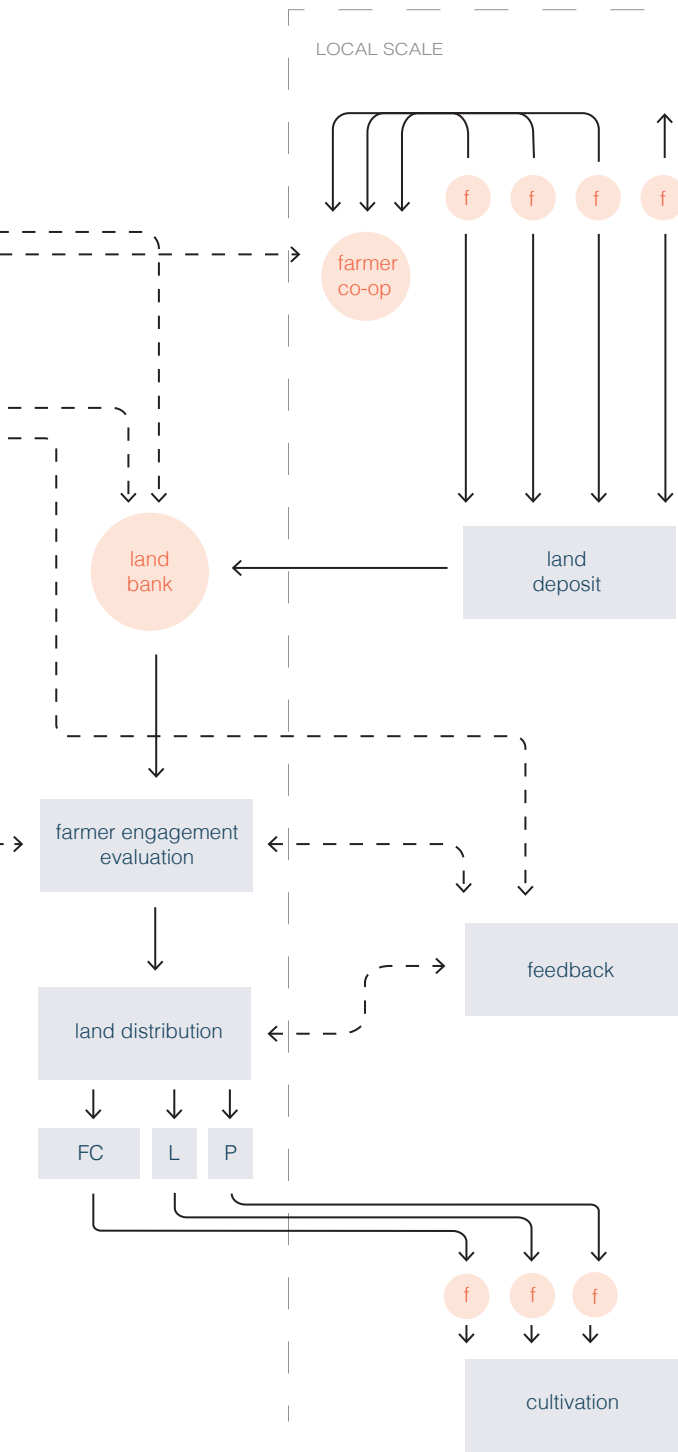 LOCAL SCALE
f f f f
farmer
co-op
land
bank
land
deposit
farmer engagement
evaluation
feedback
land distribution
FC L P
f f f
cultivation